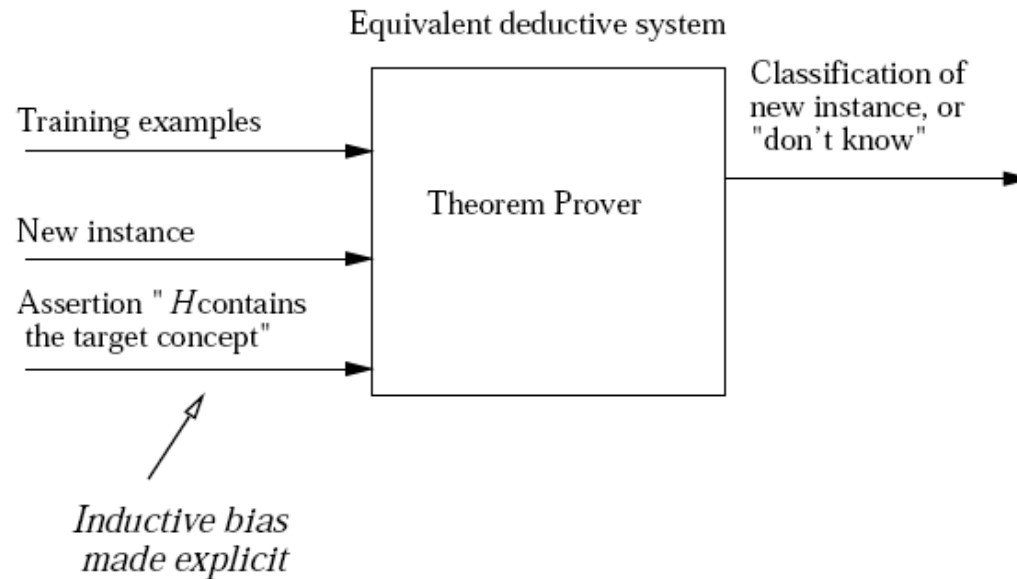 Equivalent deductive system
Training examples
New instance
Assertion " H contains
the target concept"
Theorem Prover
Classification of
new instance, or
"don't know"
Inductive bias
made explicit